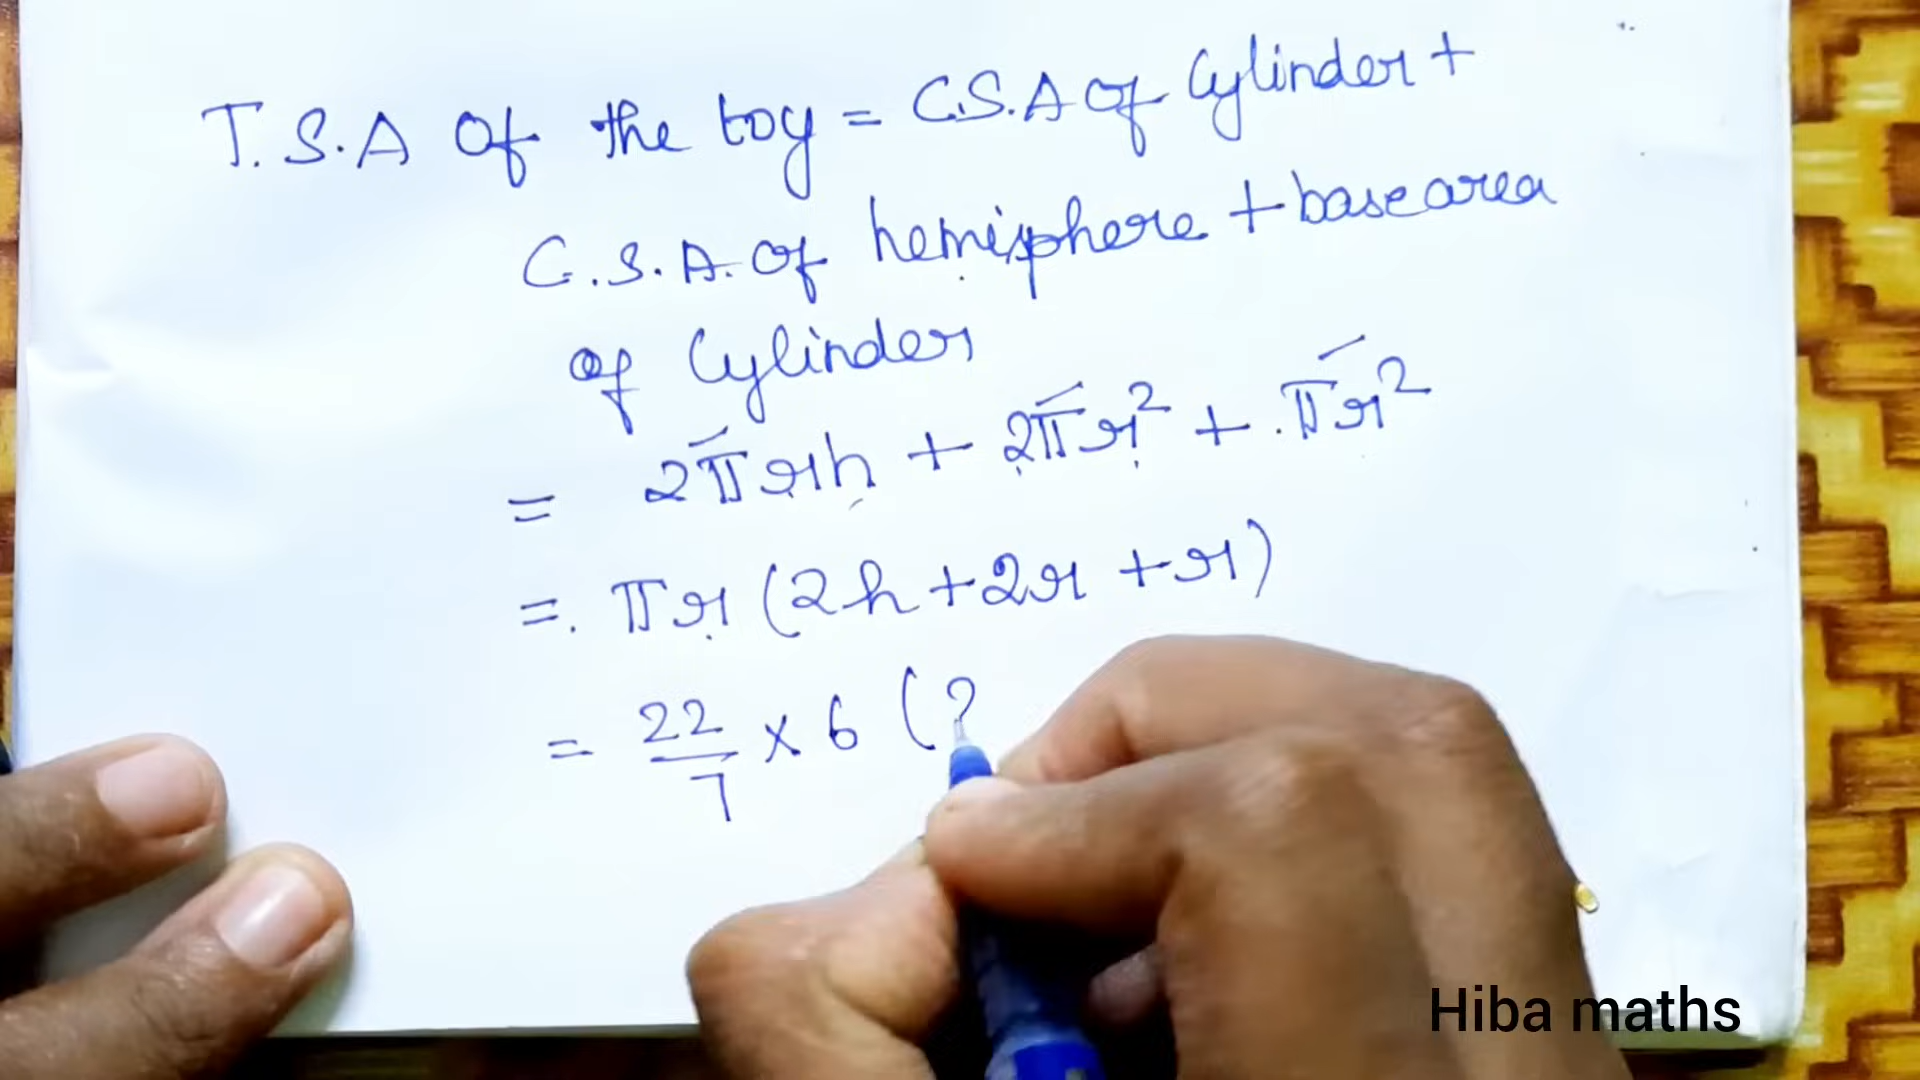 T.S.A of the toy = C.S.A of Cylinder +
C.S.A. of hemisphere + base area
of Cylinder
= 2πrh + 2πr² + πr²
= πr (2h + 2r + r)
= 22/7 × 6 (2
Hiba maths